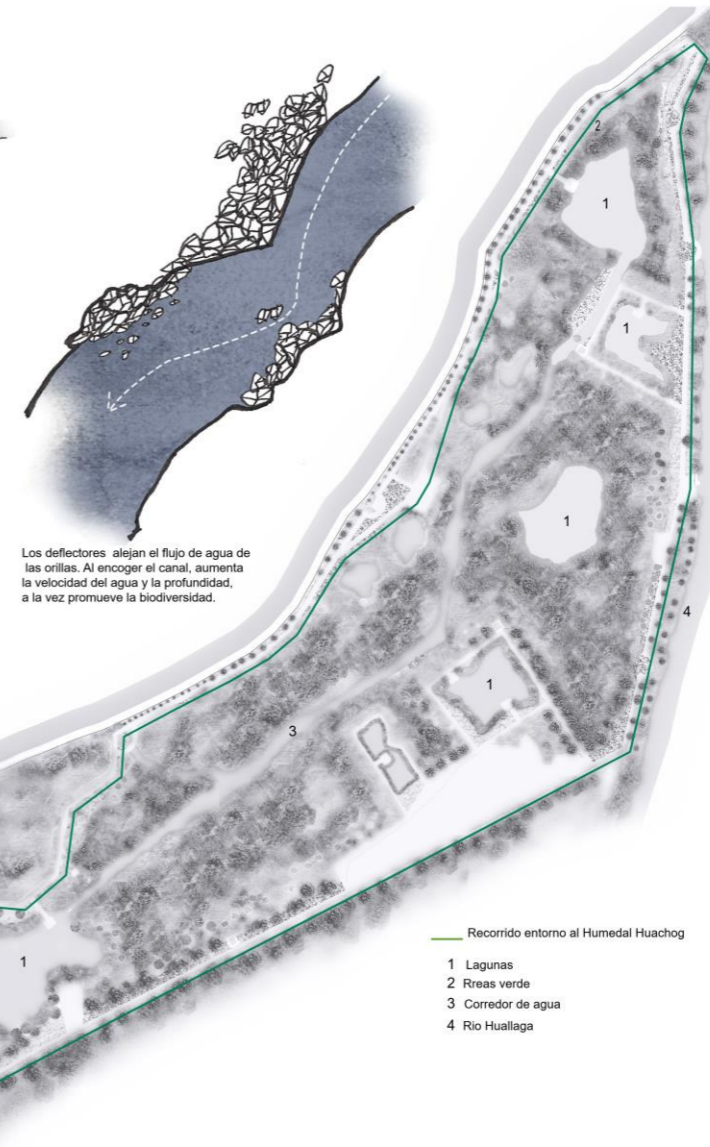 2
1
1
1
4
1
3
1
Los deflectores alejan el flujo de agua de
las orillas. Al encoger el canal, aumenta
la velocidad del agua y la profundidad,
a la vez promueve la biodiversidad.
Recorrido entorno al Humedal Huachog
1 Lagunas
2 Rreas verde
3 Corredor de agua
4 Rio Huallaga